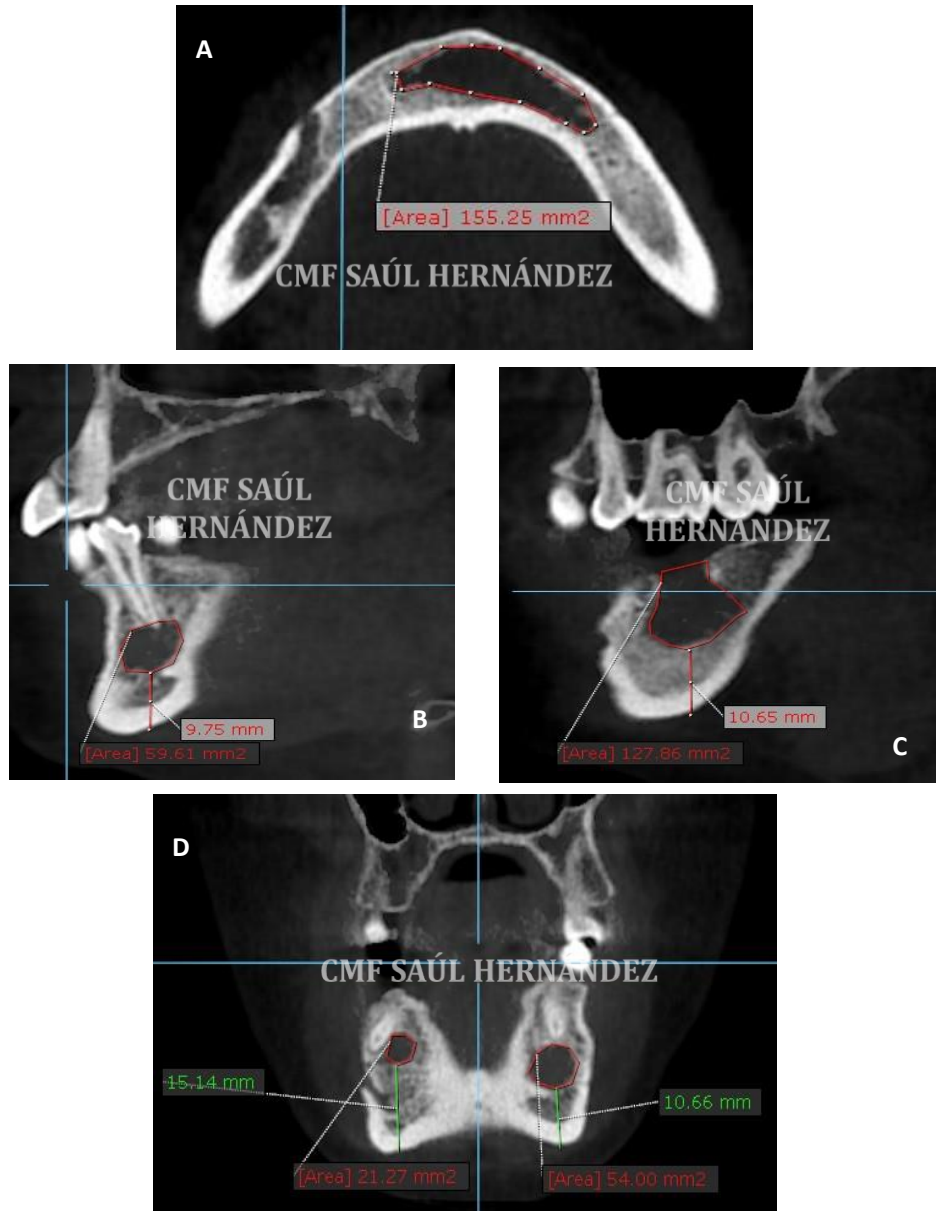 A
[Area] 155.25 mm2
CMF SAÚL HERNÁNDEZ
CMF SAÚL
HERNÁNDEZ
B
9.75 mm
[Area] 59.61 mm2
CMF SAÚL
HERNÁNDEZ
10.65 mm
C
[Area] 127.86 mm2
D
CMF SAÚL HERNÁNDEZ
15.14 mm
10.66 mm
[Area] 21.27 mm2
[Area] 54.00 mm2